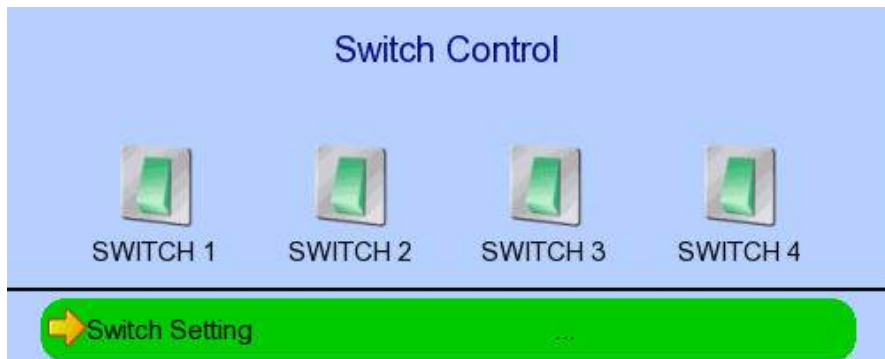 Switch Control
SWITCH 1 SWITCH 2 SWITCH 3 SWITCH 4
Switch Setting ...